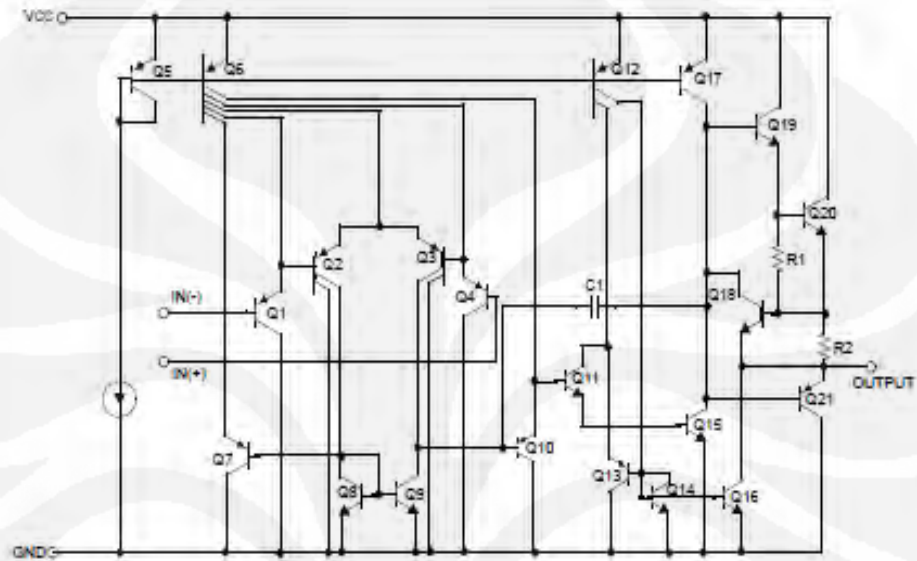 VCC
Q5
Q6
Q12
Q17
Q19
Q20
Q2
Q3
R1
Q4
C1
Q18
IN(-)
Q1
R2
IN(+)
OUTPUT
Q11
Q21
Q15
Q7
Q10
Q13
Q8
Q9
Q14
Q16
GND